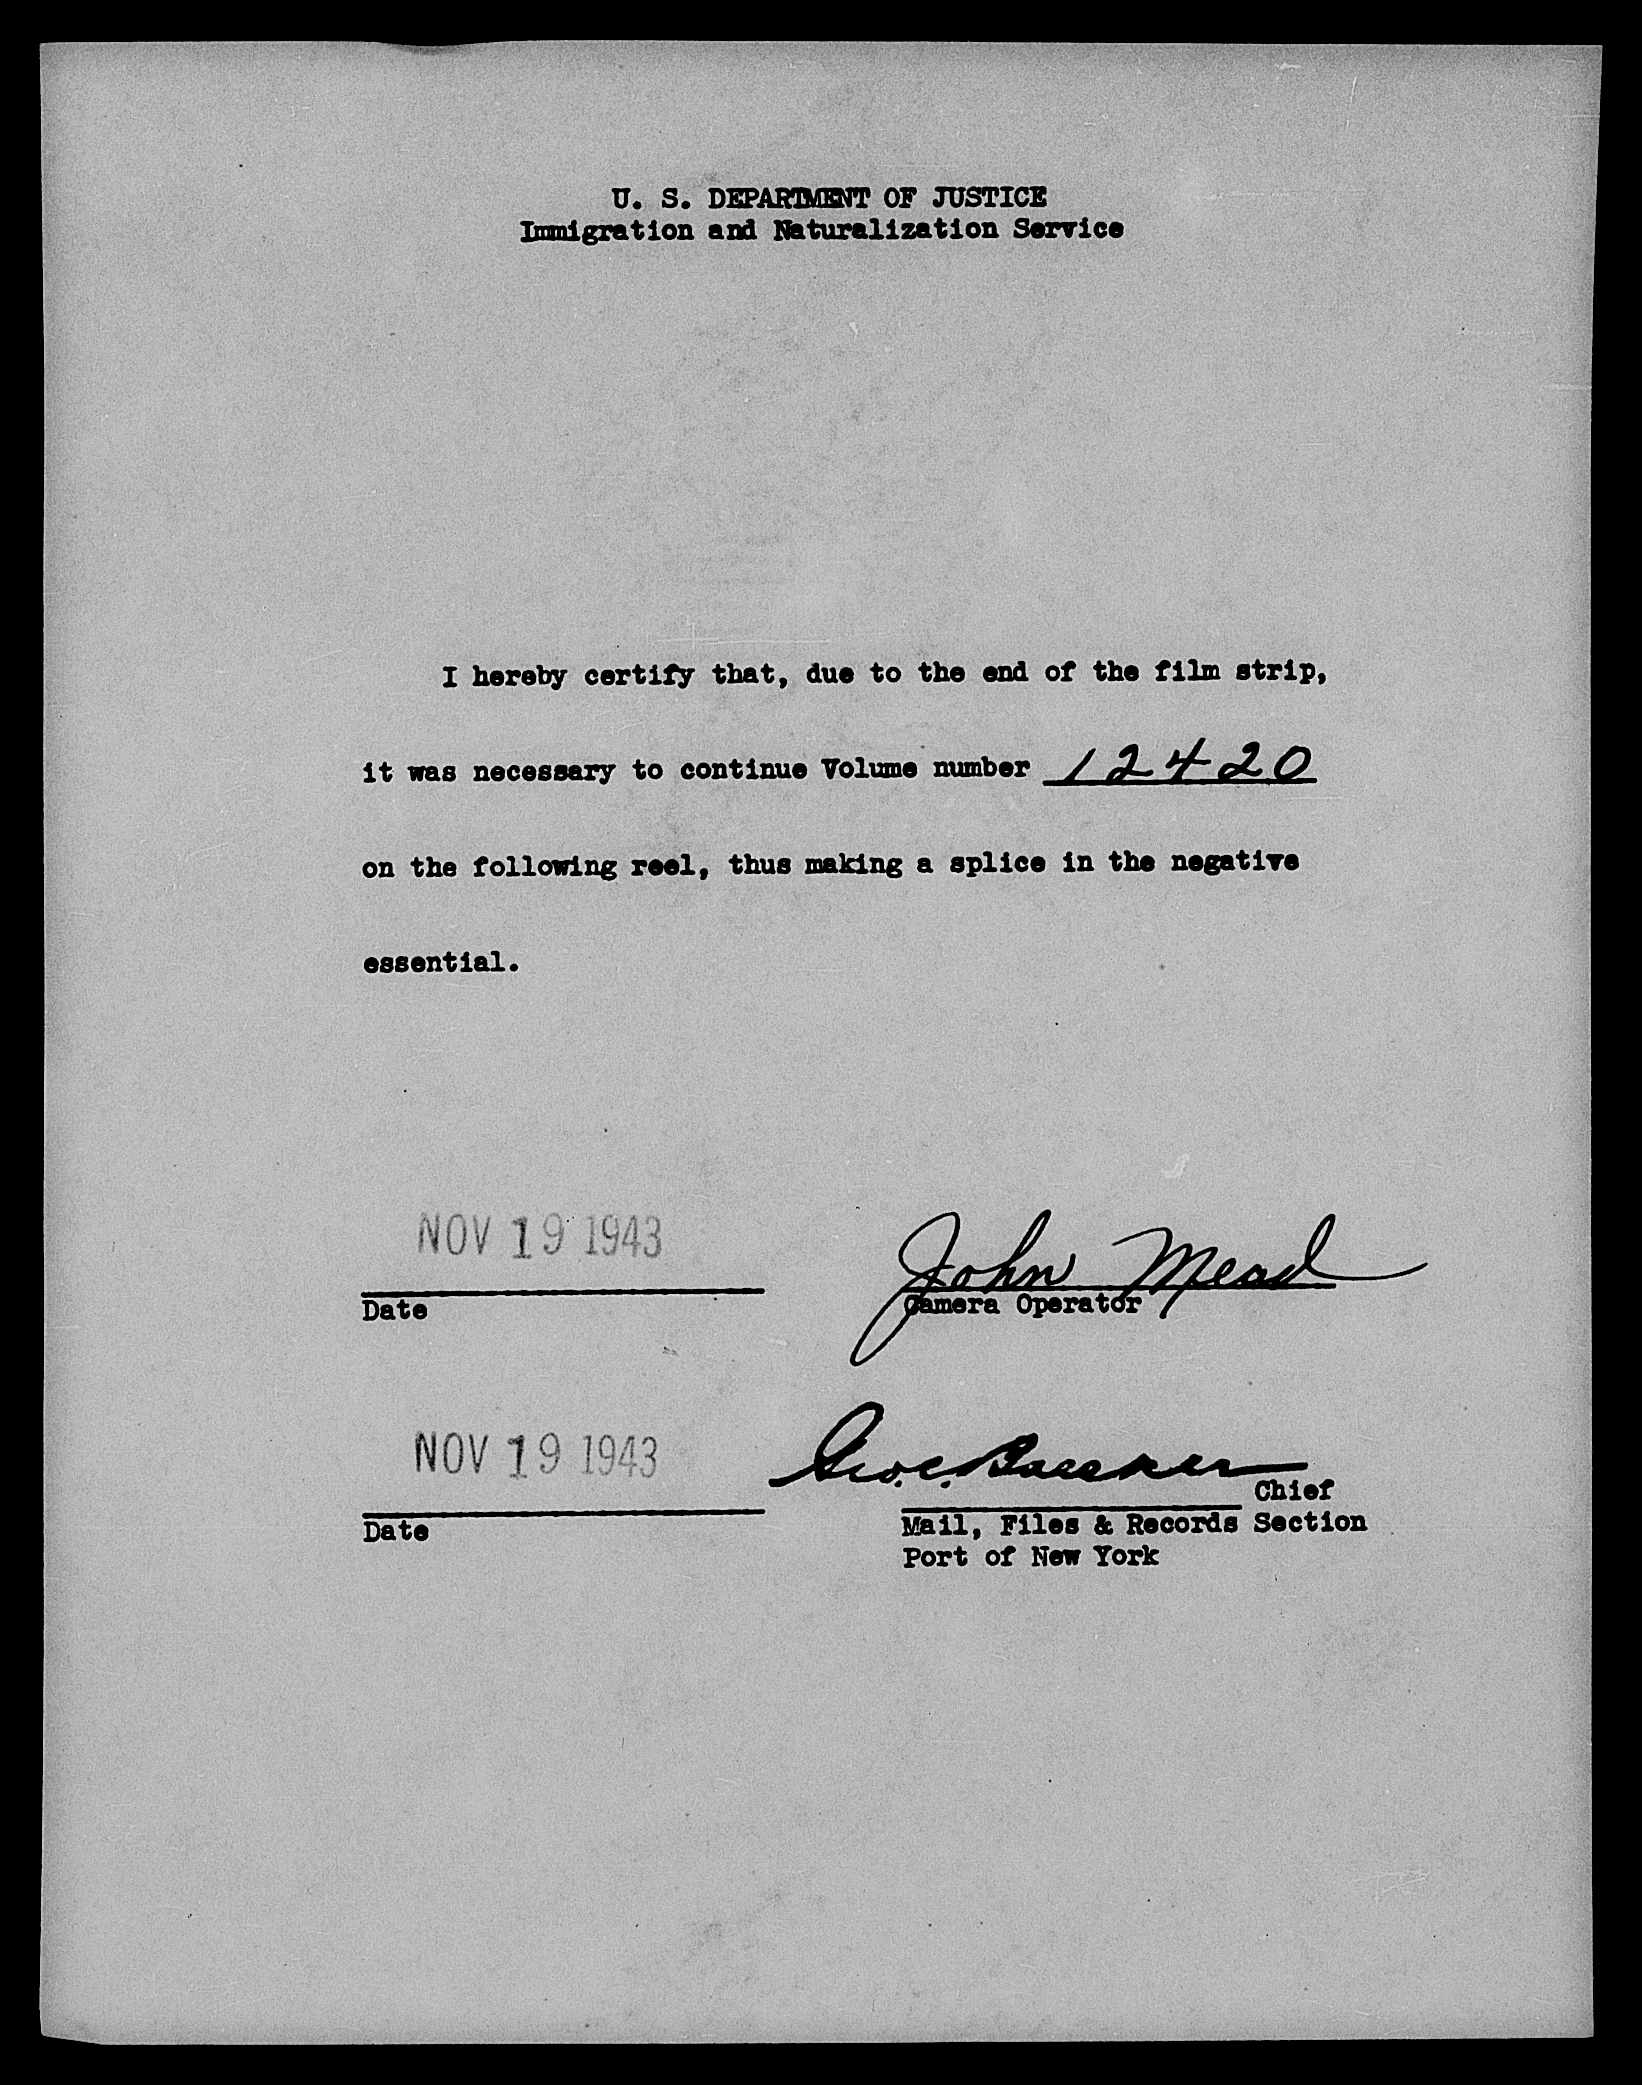 U. S. DEPARTMENT OF JUSTICE
Immigration and Naturalization Service
I hereby certify that, due to the end of the film strip,
it was necessary to continue Volume number 12420
on the following reel, thus making a splice in the negative
essential.
NOV 19 1943
John Mead
Date
Camera Operator
NOV 19 1943
Geo. C.
Chief
Date
Mail, Files & Records Section
Port of New York